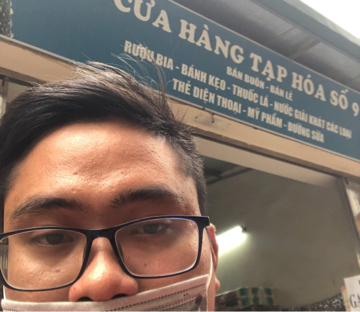 CỬA HÀNG TẠP HÓA SỐ 9
BÁN BUÔN - BÁN LẺ
RƯỢU BIA - BÁNH KẸO - THUỐC LÁ - NƯỚC GIẢI KHÁT CÁC LOẠI
THẺ ĐIỆN THOẠI - MỸ PHẨM - ĐƯỜNG SỮA